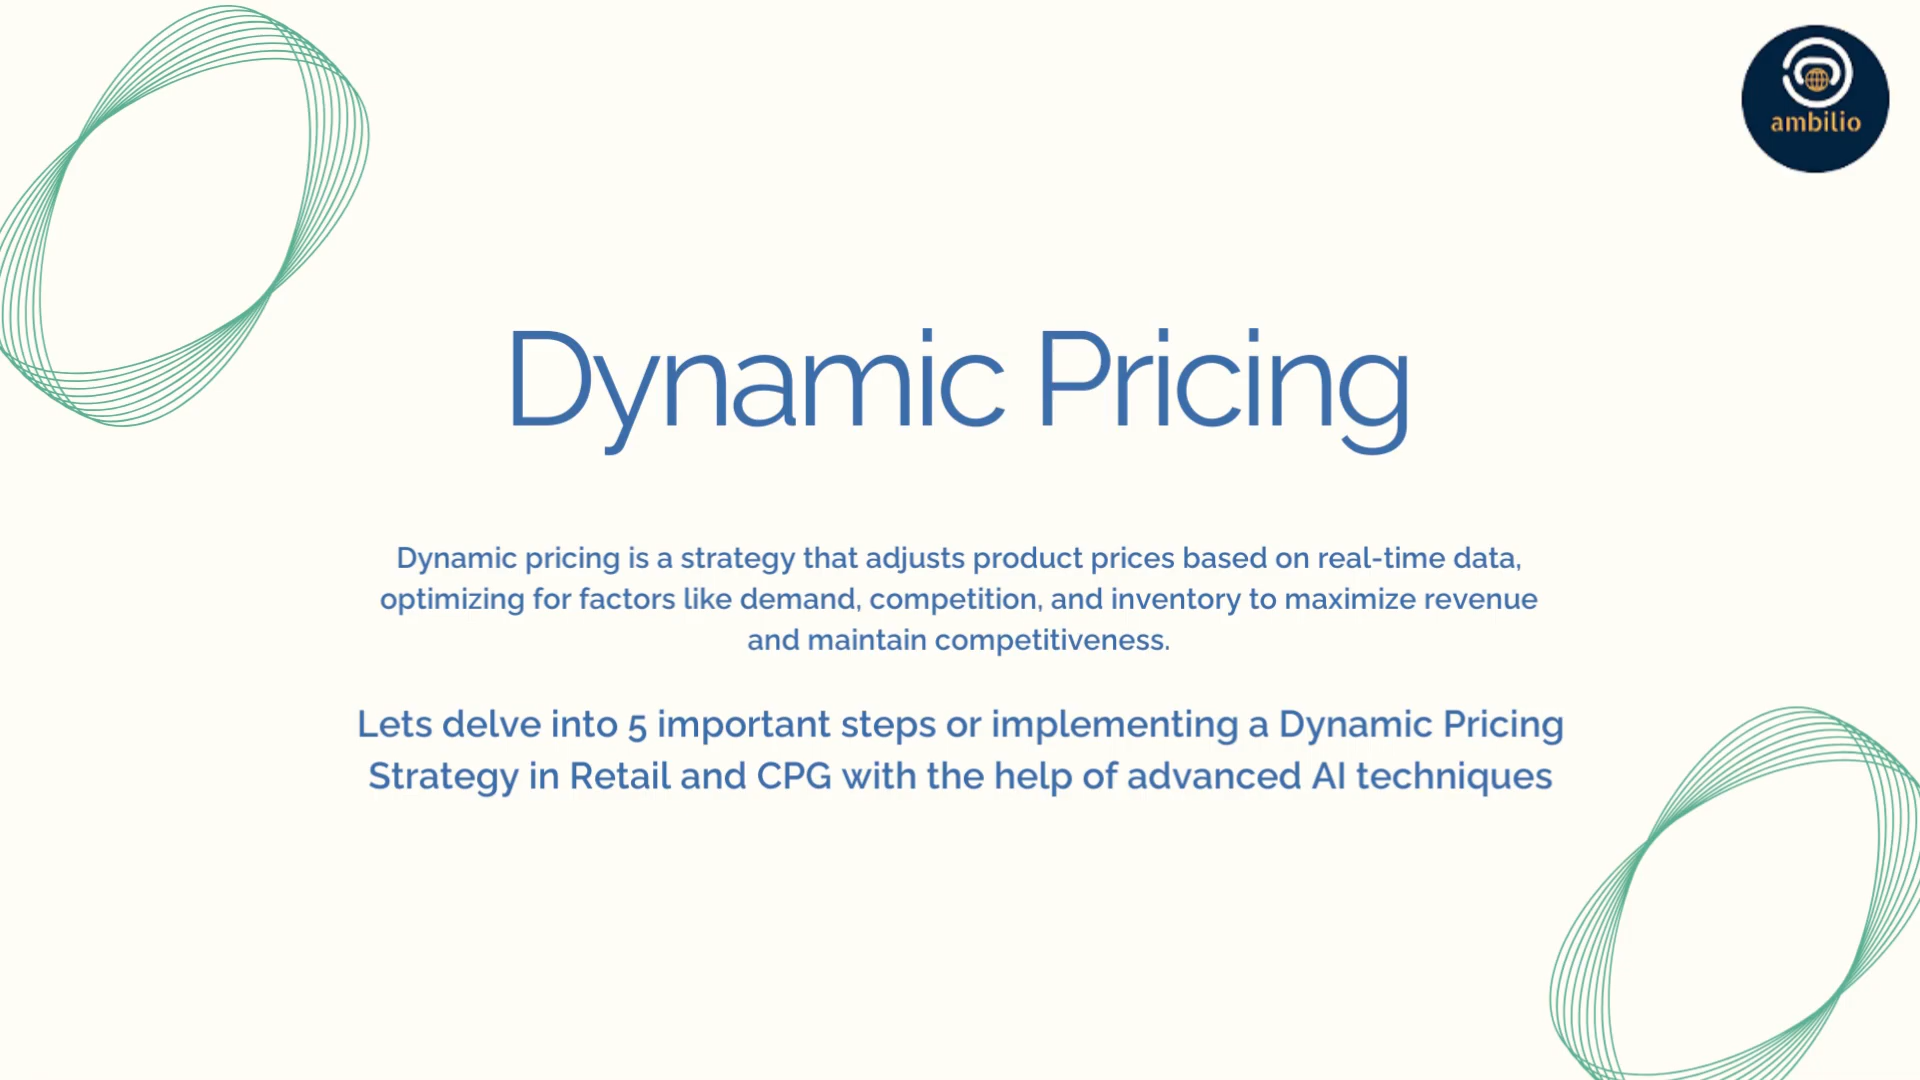 ambilio
Dynamic Pricing
Dynamic pricing is a strategy that adjusts product prices based on real-time data,
optimizing for factors like demand, competition, and inventory to maximize revenue
and maintain competitiveness.
Lets delve into 5 important steps or implementing a Dynamic Pricing
Strategy in Retail and CPG with the help of advanced AI techniques